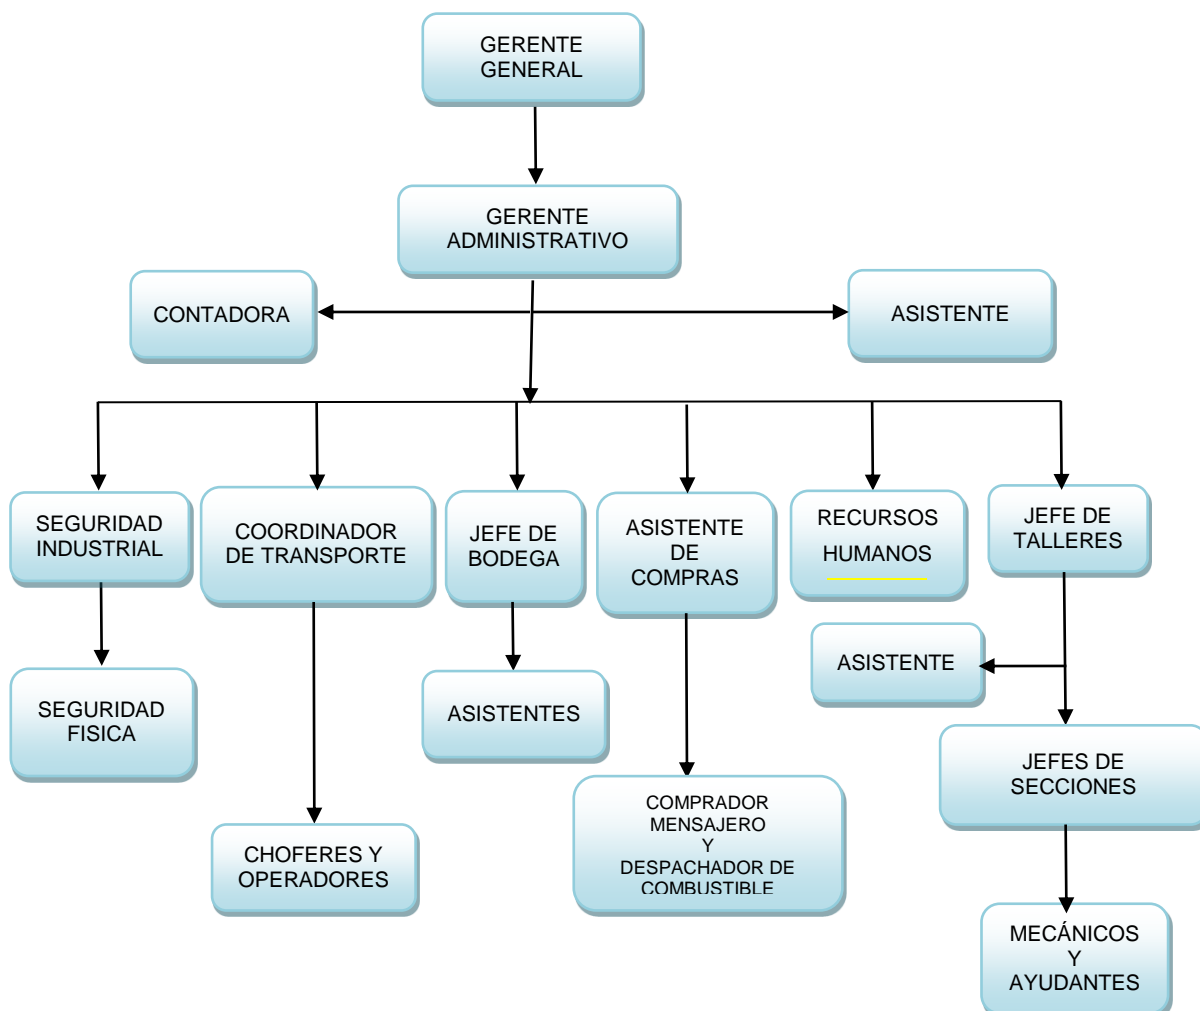 GERENTE
GENERAL
GERENTE
ADMINISTRATIVO
CONTADORA
ASISTENTE
SEGURIDAD
INDUSTRIAL
COORDINADOR
DE TRANSPORTE
JEFE DE
BODEGA
ASISTENTE
DE
COMPRAS
RECURSOS
HUMANOS
JEFE DE
TALLERES
ASISTENTE
SEGURIDAD
FISICA
ASISTENTES
JEFES DE
SECCIONES
COMPRADOR
MENSAJERO
Y
DESPACHADOR DE
COMBUSTIBLE
CHOFERES Y
OPERADORES
MECÁNICOS
Y
AYUDANTES